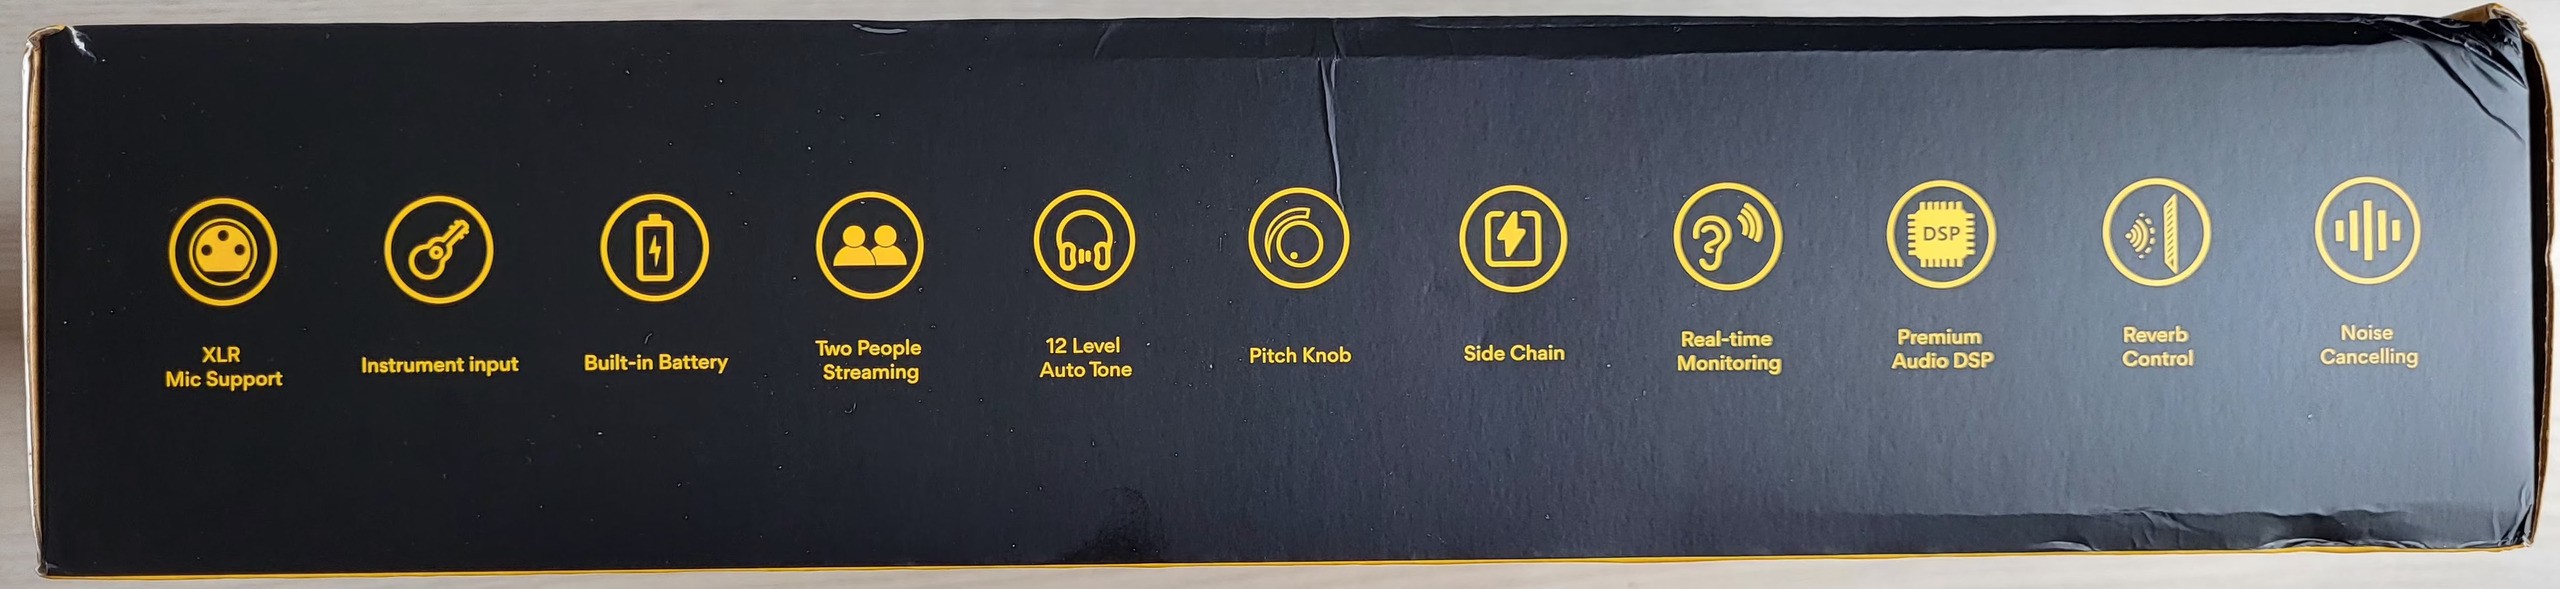 XLR
Mic Support
Instrument input
Built-in Battery
Two People
Streaming
12 Level
Auto Tone
Pitch Knob
Side Chain
Real-time
Monitoring
DSP
Premium
Audio DSP
Reverb
Control
Noise
Cancelling